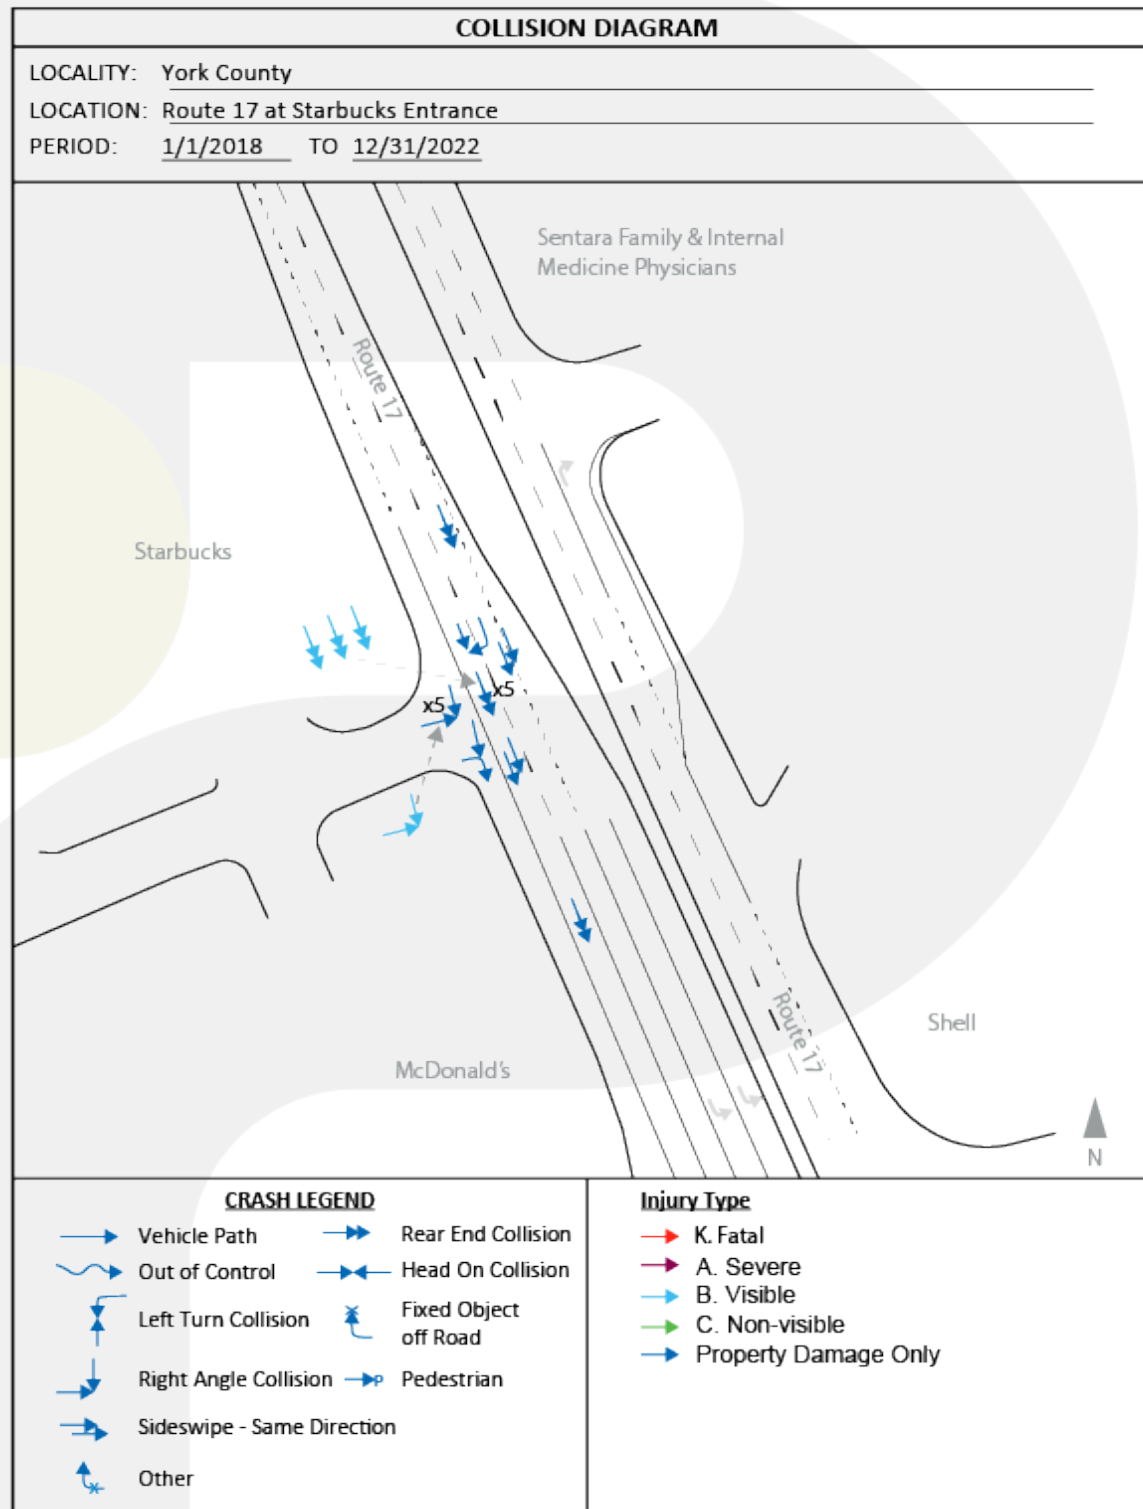 COLLISION DIAGRAM
LOCALITY: York County
LOCATION: Route 17 at Starbucks Entrance
PERIOD: 1/1/2018 TO 12/31/2022
Sentara Family & Internal
Medicine Physicians
Route 17
Starbucks
x5
x5
Route 17
Shell
McDonald's
N
CRASH LEGEND
Vehicle Path
Rear End Collision
Out of Control
Head On Collision
Left Turn Collision
Fixed Object
off Road
Right Angle Collision
P
Pedestrian
Sideswipe - Same Direction
Other
Injury Type
K. Fatal
A. Severe
B. Visible
C. Non-visible
Property Damage Only